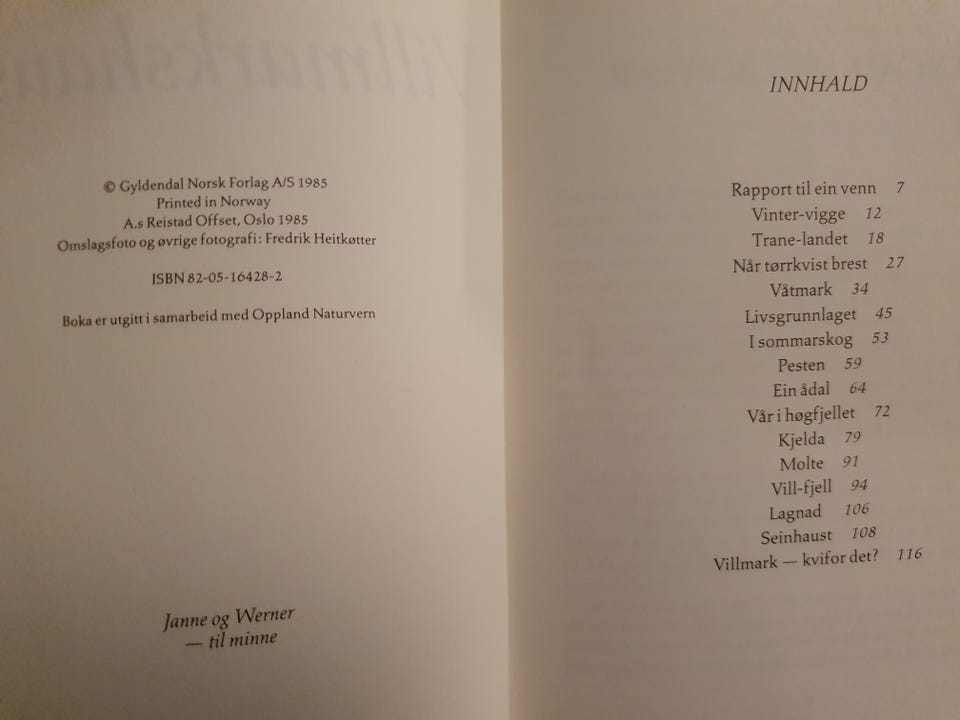 © Gyldendal Norsk Forlag A/S 1985
Printed in Norway
A.s Reistad Offset, Oslo 1985
Omslagsfoto og øvrige fotografi: Fredrik Heitkøtter
ISBN 82-05-16428-2
Boka er utgitt i samarbeid med Oppland Naturvern
Janne og Werner
— til minne
INNHALD
Rapport til ein venn 7
Vinter-vigge 12
Trane-landet 18
Når tørrkvist brest 27
Våtmark 34
Livsgrunnlaget 45
I sommarskog 53
Pesten 59
Ein ådal 64
Vår i høgfjellet 72
Kjelda 79
Molte 91
Vill-fjell 94
Lagnad 106
Seinhaust 108
Villmark — kvifor det? 116